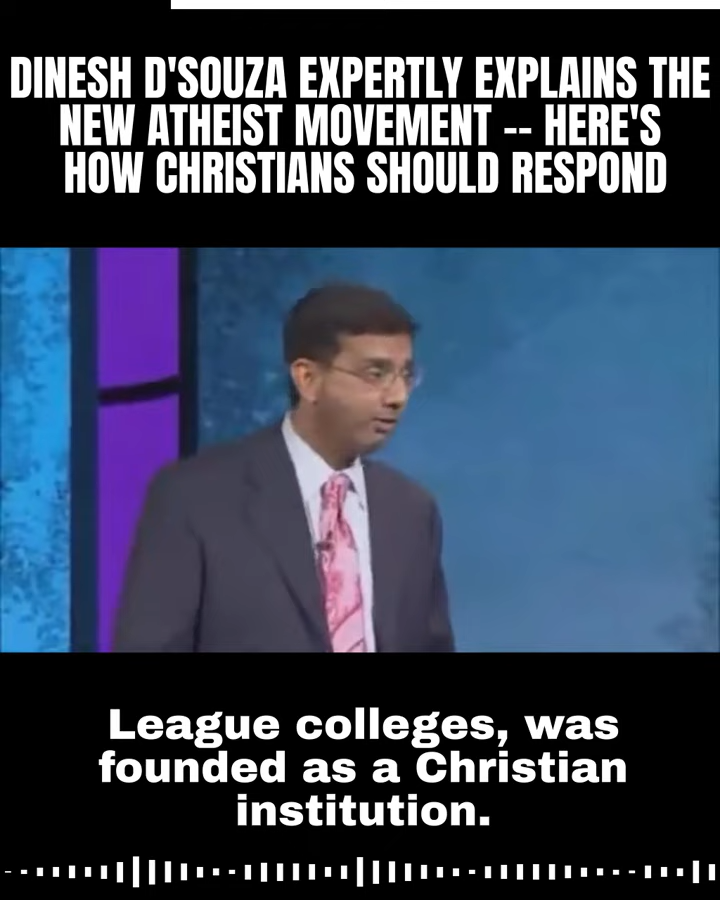 DINESH D'SOUZA EXPERTLY EXPLAINS THE
NEW ATHEIST MOVEMENT -- HERE'S
HOW CHRISTIANS SHOULD RESPOND
League colleges, was
founded as a Christian
institution.